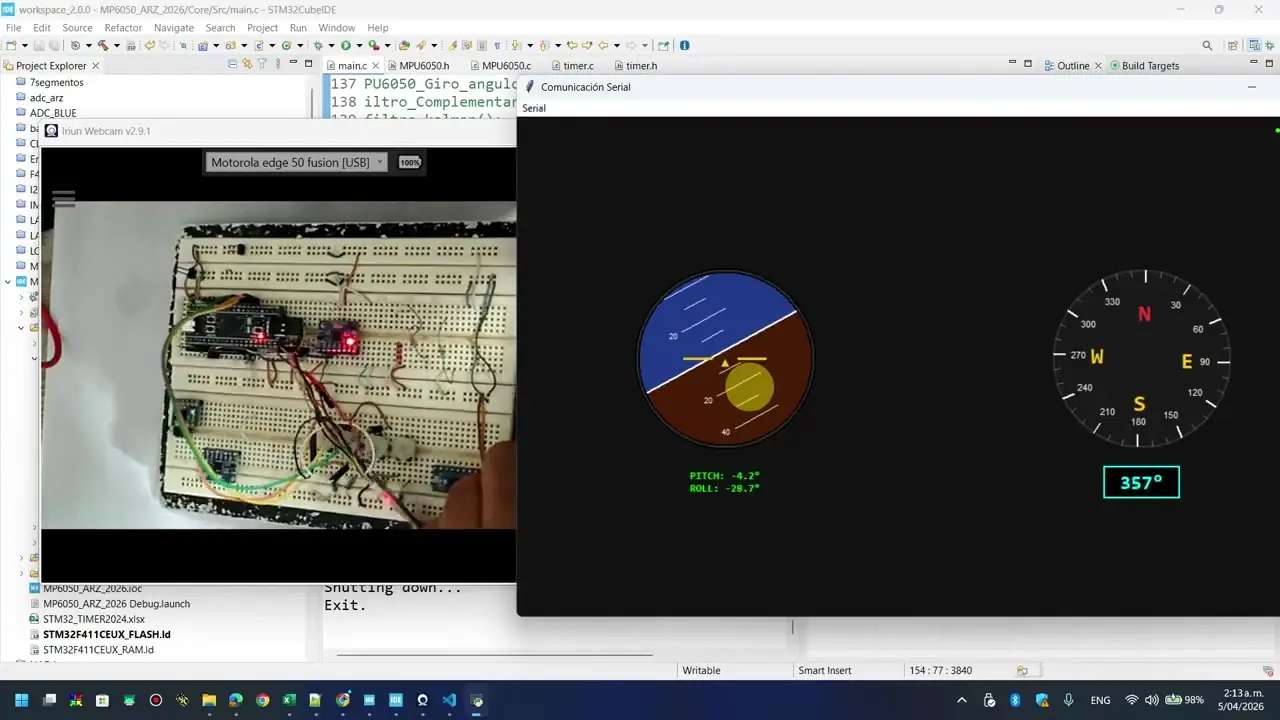 workspace_2.0.0 - MP6050_ARZ_2026/Core/Src/main.c - STM32CubeIDE
File Edit Source Refactor Navigate Search Project Run Window Help
Project Explorer
main.c
MPU6050.h
MPU6050.c
timer.c
timer.h
Outline
Build Targets
7segmentos
adc_arz
ADC_BLUE
137 PU6050_Giro_angulo
138 iltro_Complementar
Iriun Webcam v2.9.1
Motorola edge 50 fusion [USB]
100%
Comunicación Serial
Serial
20
20
40
PITCH: -4.2°
ROLL: -28.7°
N
30
60
E
90
120
150
S
180
210
240
W
270
300
330
357°
Shutting down...
Exit.
MP6050_ARZ_2026.ioc
MP6050_ARZ_2026 Debug.launch
STM32_TIMER2024.xlsx
STM32F411CEUX_FLASH.ld
STM32F411CEUX_RAM.ld
Writable
Smart Insert
154 : 77 : 3840
ENG
98%
2:13 a.m.
5/04/2026